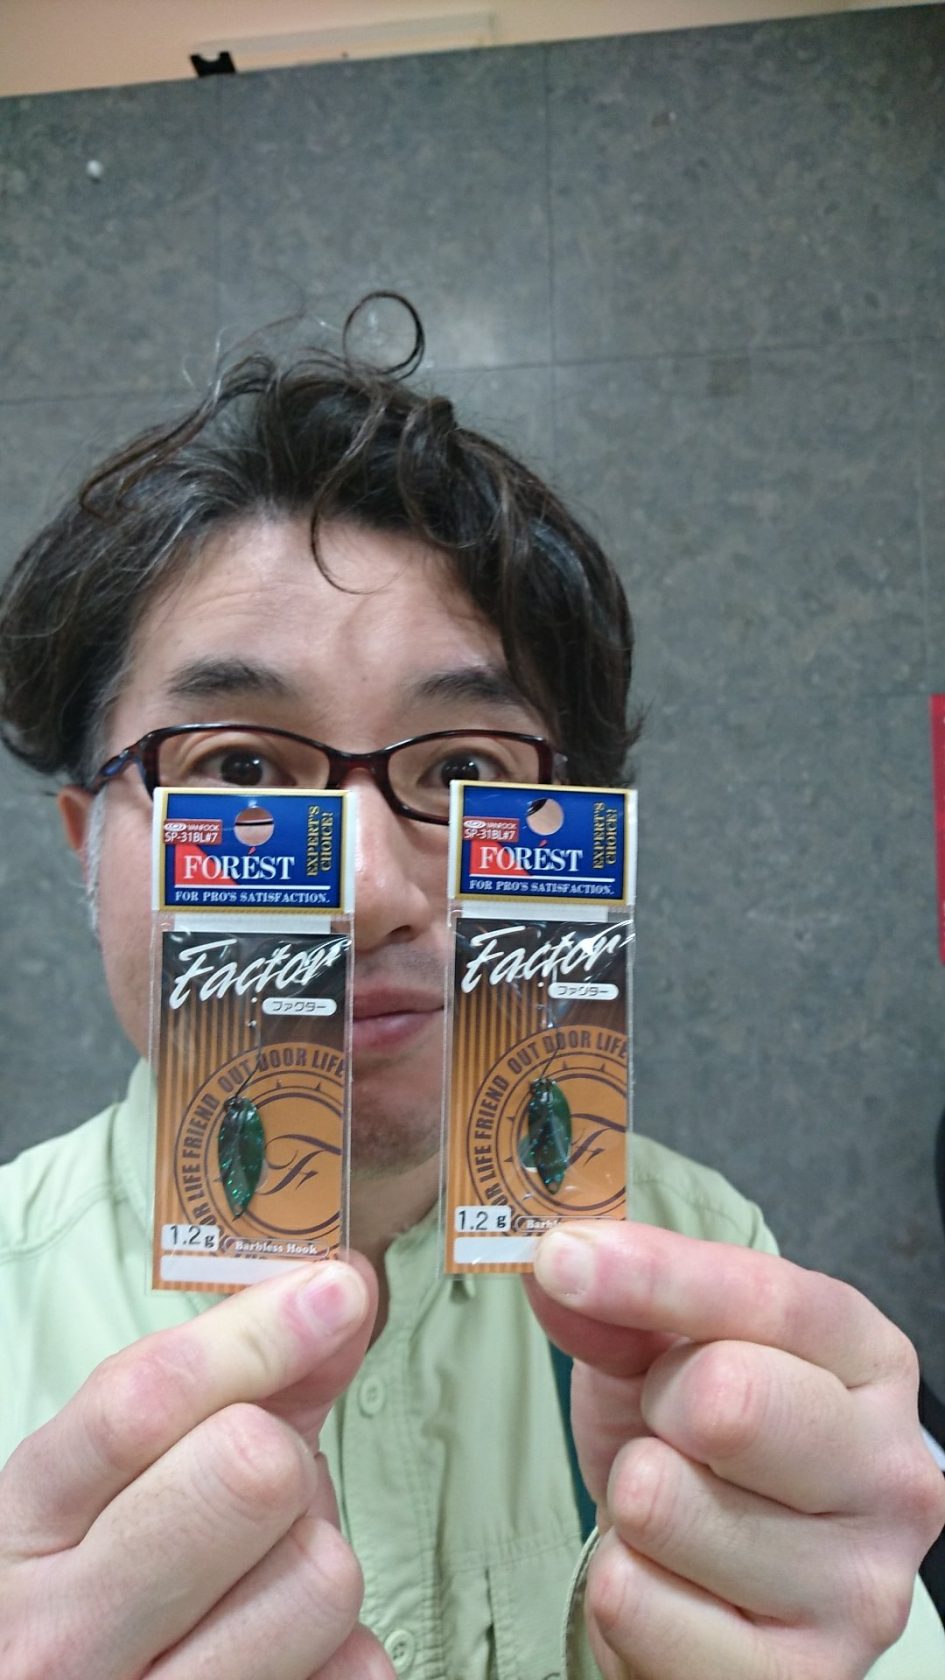 VANFOOK
SP-31BL#7
FORÉST
EXPERT'S
CHOICE!
FOR PRO'S SATISFACTION.
Factor
ファクター
OR LIFE FRIEND OUT DOOR LIFE
F
1.2g
Barbless Hook
VANFOOK
SP-31BL#7
FORÉST
EXPERT'S
CHOICE!
FOR PRO'S SATISFACTION.
Factor
ファクター
OR LIFE FRIEND OUT DOOR LIFE
F
1.2g